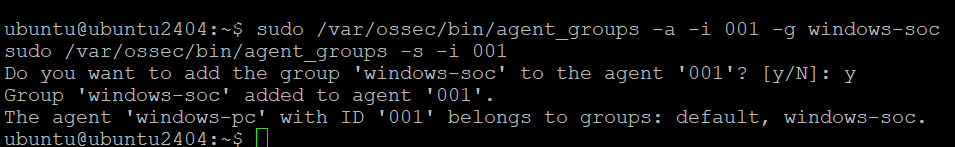 ubuntu@ubuntu2404:~$ sudo /var/ossec/bin/agent_groups -a -i 001 -g windows-soc
sudo /var/ossec/bin/agent_groups -s -i 001
Do you want to add the group 'windows-soc' to the agent '001'? [y/N]: y
Group 'windows-soc' added to agent '001'.
The agent 'windows-pc' with ID '001' belongs to groups: default, windows-soc.
ubuntu@ubuntu2404:~$